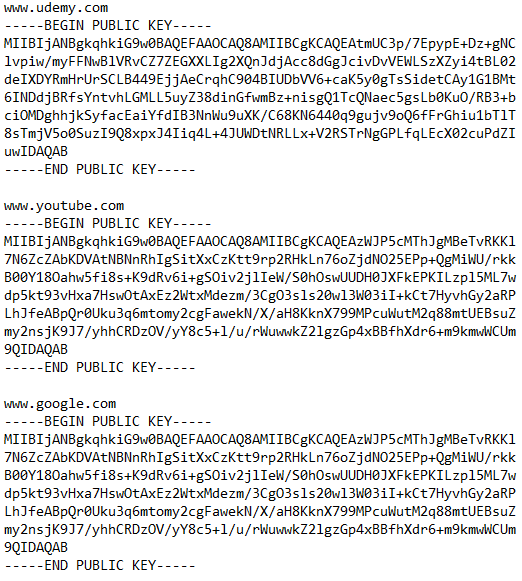 www.udemy.com
-----BEGIN PUBLIC KEY-----
MIIBIjANBgkqhkiG9w0BAQEFAAOCAQ8AMIIBCgKCAQEAtmUC3p/7EpypE+Dz+gNC
lvpiw/myFFNwBlVRvCZ7ZEGXXLIg2XQnJdjAcc8dGgJcivDvVEWLSzXZyi4tBL02
deIXDYRmHrUrSCLB449EjjAeCrqhC904BIUDbVV6+caK5y0gTsSidetCAy1G1BMt
6INDdjBRfsYntvhLGMLL5uyZ38dinGfwmBz+nisgQ1TcQNaec5gsLb0KuO/RB3+b
ciOMDghhjkSyfacEaiYfdIB3NnWu9uXK/C68KN6440q9gujv9oQ6fFrGhiu1bTlT
8sTmjV5o0SuzI9Q8xpxJ4Iiq4L+4JUWDtNRLLx+V2RSTrNgGPLfqLEcX02cuPdZI
uwIDAQAB
-----END PUBLIC KEY-----
www.youtube.com
-----BEGIN PUBLIC KEY-----
MIIBIjANBgkqhkiG9w0BAQEFAAOCAQ8AMIIBCgKCAQEAzWJP5cMThJgMBeTvRKKl
7N6ZcZAbKDVAtNBNnRhIgSitXxCzKtt9rp2RHkLn76oZjdNO25EPp+QgMiWU/rkk
B00Y18Oahw5fi8s+K9dRv6i+gSOiv2jlIeW/S0hOswUUDH0JXFkEPKILzpl5ML7w
dp5kt93vHxa7HswOtAxEz2WtxMdezm/3CgO3sls20wl3W03iI+kCt7HyvhGy2aRP
LhJfeABpQr0Uku3q6mtomy2cgFawekN/X/aH8KknX799MPcuWutM2q88mtUEBsuZ
my2nsjK9J7/yhhCRDzOV/yY8c5+l/u/rWuwwkZ2lgzGp4xBBfhXdr6+m9kmwWCUm
9QIDAQAB
-----END PUBLIC KEY-----
www.google.com
-----BEGIN PUBLIC KEY-----
MIIBIjANBgkqhkiG9w0BAQEFAAOCAQ8AMIIBCgKCAQEAzWJP5cMThJgMBeTvRKKl
7N6ZcZAbKDVAtNBNnRhIgSitXxCzKtt9rp2RHkLn76oZjdNO25EPp+QgMiWU/rkk
B00Y18Oahw5fi8s+K9dRv6i+gSOiv2jlIeW/S0hOswUUDH0JXFkEPKILzpl5ML7w
dp5kt93vHxa7HswOtAxEz2WtxMdezm/3CgO3sls20wl3W03iI+kCt7HyvhGy2aRP
LhJfeABpQr0Uku3q6mtomy2cgFawekN/X/aH8KknX799MPcuWutM2q88mtUEBsuZ
my2nsjK9J7/yhhCRDzOV/yY8c5+l/u/rWuwwkZ2lgzGp4xBBfhXdr6+m9kmwWCUm
9QIDAQAB
-----END PUBLIC KEY-----